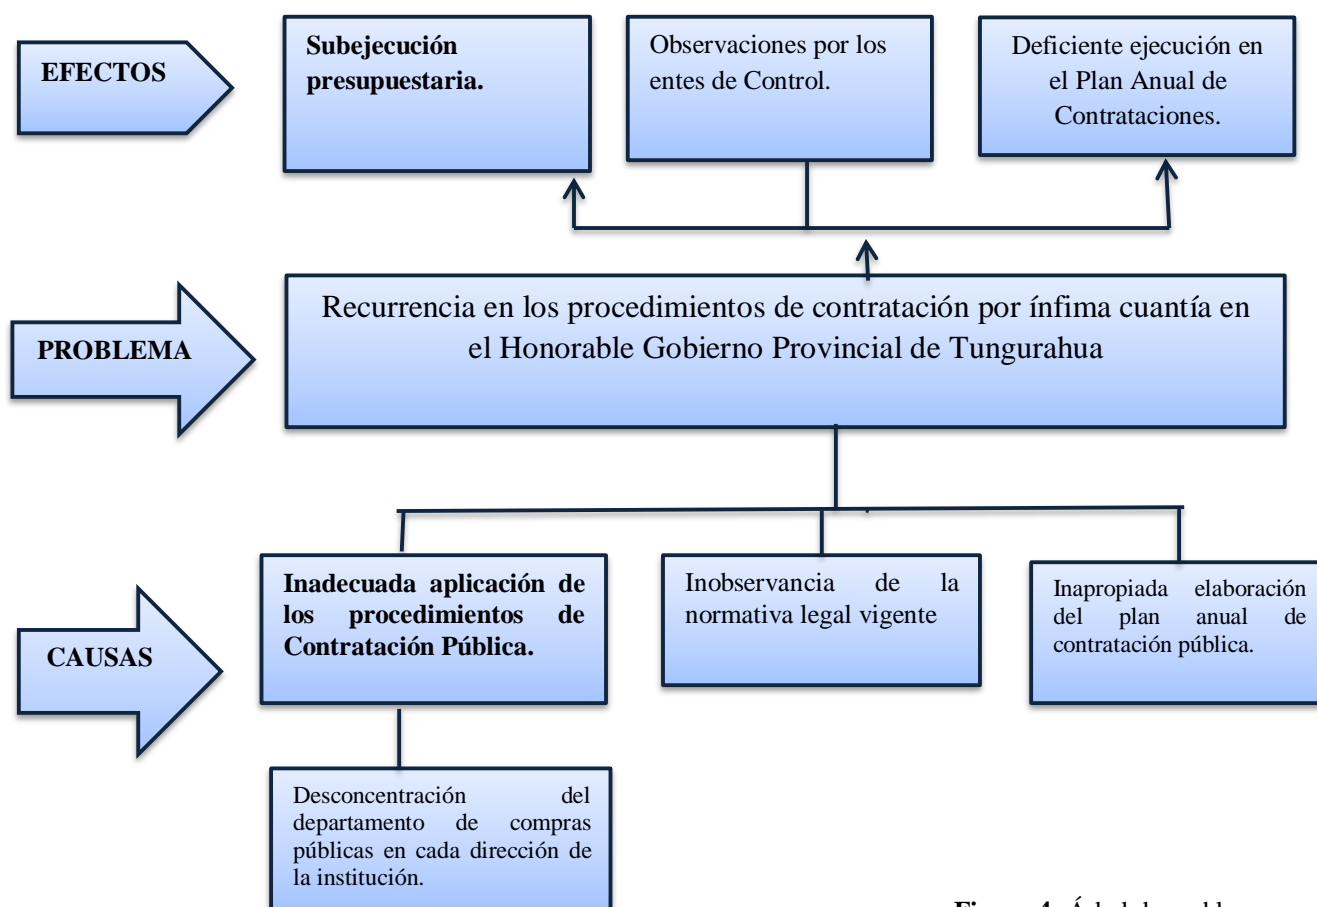 EFECTOS
Subejecución
presupuestaria.
Observaciones por los
entes de Control.
Deficiente ejecución en
el Plan Anual de
Contrataciones.
PROBLEMA
Recurrencia en los procedimientos de contratación por ínfima cuantía en
el Honorable Gobierno Provincial de Tungurahua
CAUSAS
Inadecuada aplicación de
los procedimientos de
Contratación Pública.
Inobservancia de la
normativa legal vigente
Inapropiada elaboración
del plan anual de
contratación pública.
Desconcentración del
departamento de compras
públicas en cada dirección de
la institución.